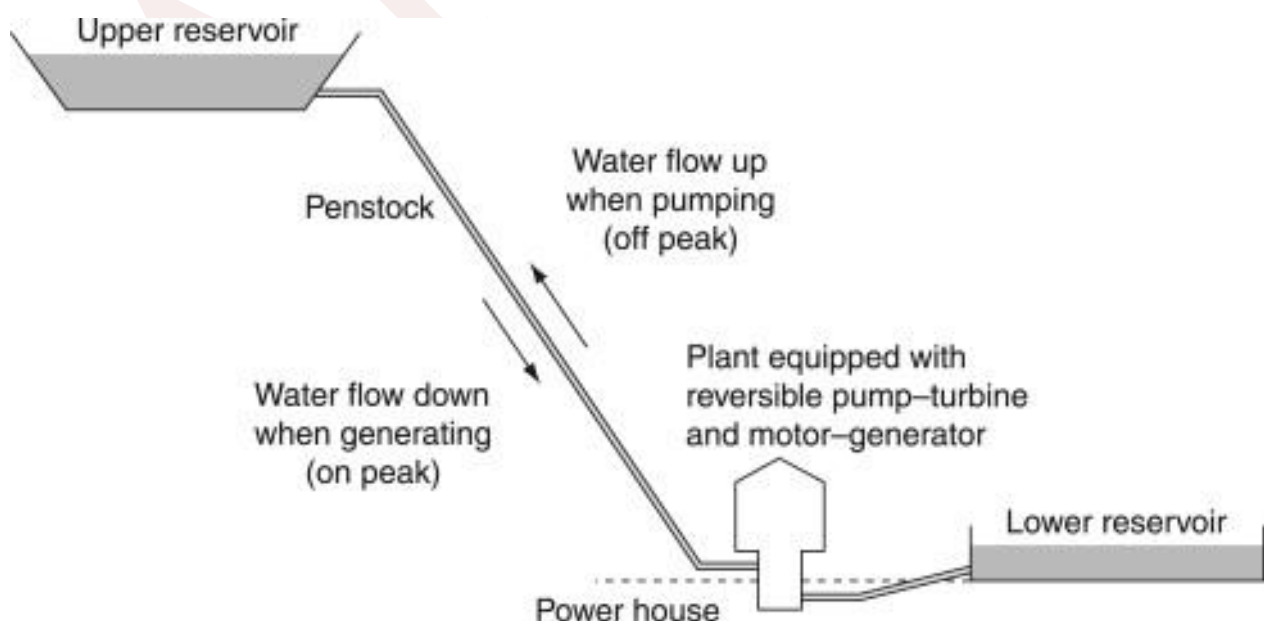 Upper reservoir
Water flow up
when pumping
(off peak)
Penstock
Plant equipped with
reversible pump–turbine
and motor–generator
Water flow down
when generating
(on peak)
Lower reservoir
Power house